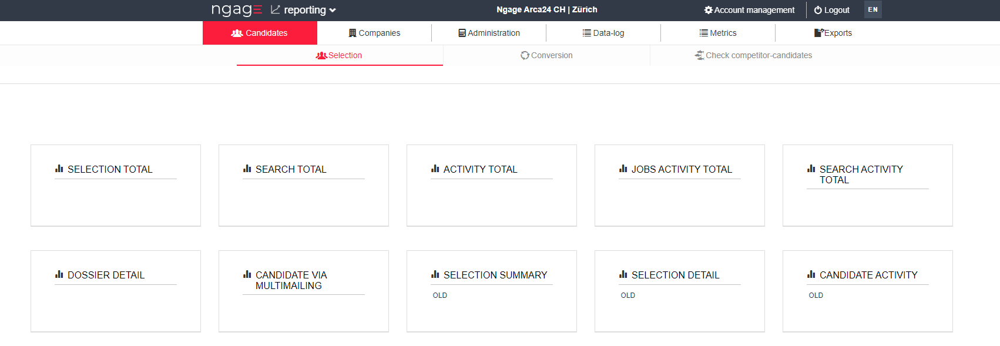 ngage reporting
Ngage Arca24 CH | Zürich
Account management
Logout
EN
Candidates
Companies
Administration
Data-log
Metrics
Exports
Selection
Conversion
Check competitor-candidates
SELECTION TOTAL
SEARCH TOTAL
ACTIVITY TOTAL
JOBS ACTIVITY TOTAL
SEARCH ACTIVITY
TOTAL
DOSSIER DETAIL
CANDIDATE VIA
MULTIMAILING
SELECTION SUMMARY
OLD
SELECTION DETAIL
OLD
CANDIDATE ACTIVITY
OLD